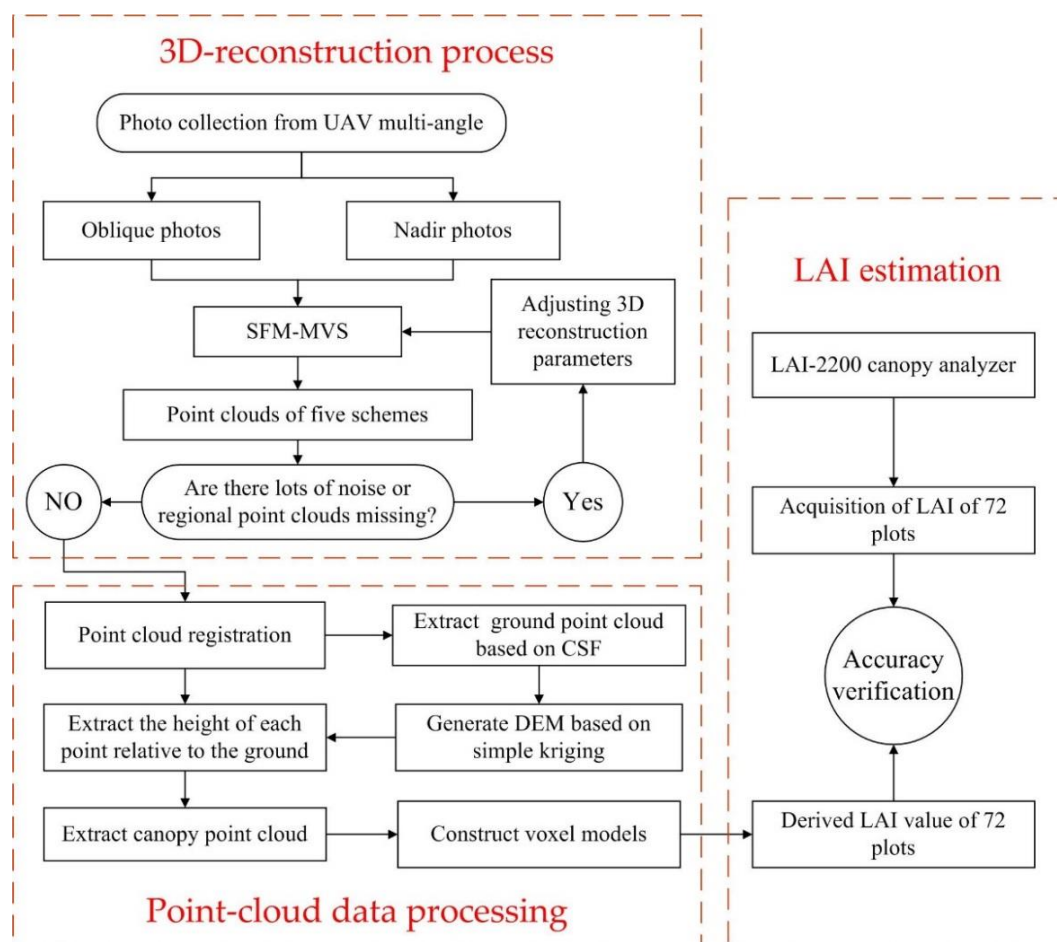 3D-reconstruction process
Photo collection from UAV multi-angle
Oblique photos
Nadir photos
SFM-MVS
Adjusting 3D
reconstruction
parameters
Point clouds of five schemes
NO
Are there lots of noise or
regional point clouds missing?
Yes
Point cloud registration
Extract ground point cloud
based on CSF
Extract the height of each
point relative to the ground
Generate DEM based on
simple kriging
Extract canopy point cloud
Construct voxel models
Point-cloud data processing
LAI estimation
LAI-2200 canopy analyzer
Acquisition of LAI of 72
plots
Accuracy
verification
Derived LAI value of 72
plots